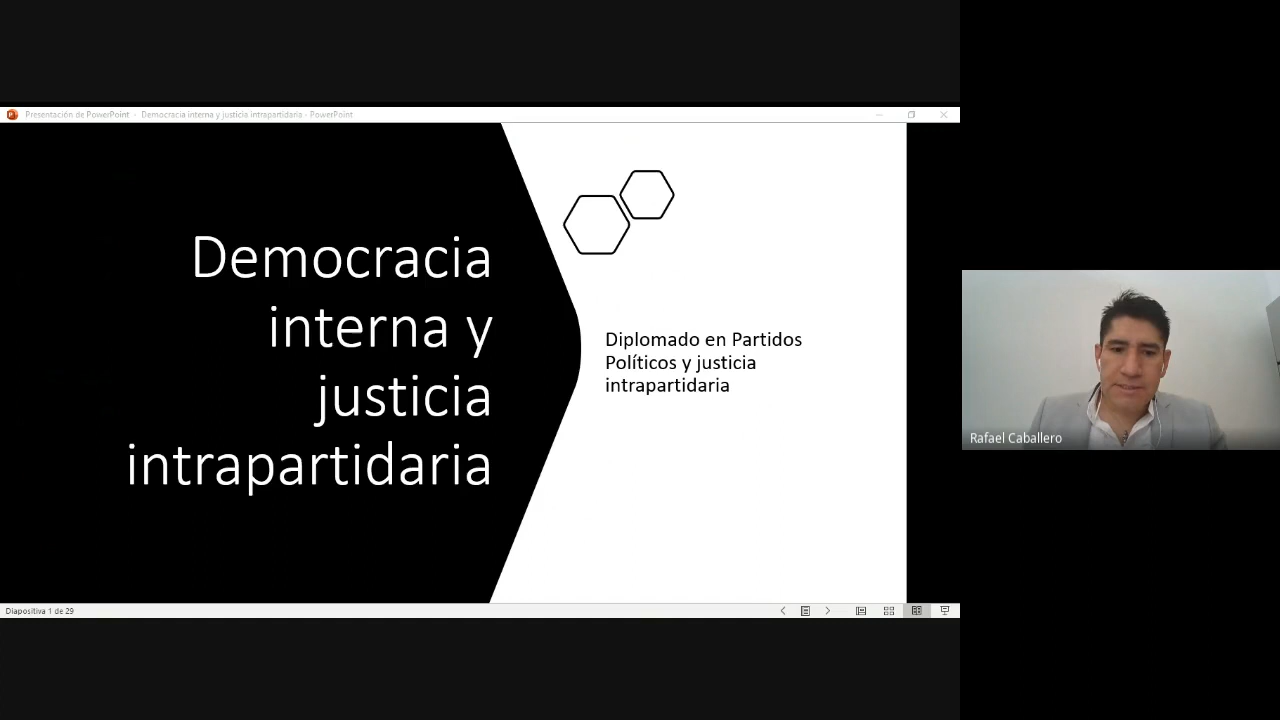 Presentación de PowerPoint - Democracia interna y justicia intrapartidaria - PowerPoint
Democracia
interna y
justicia
intrapartidaria
Diplomado en Partidos
Políticos y justicia
intrapartidaria
Rafael Caballero
Diapositiva 1 de 29